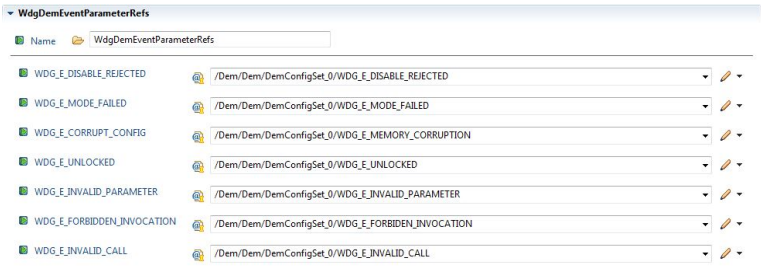 WdgDemEventParameterRefs
Name WdgDemEventParameterRefs
WDG_E_DISABLE_REJECTED /Dem/Dem/DemConfigSet_0/WDG_E_DISABLE_REJECTED
WDG_E_MODE_FAILED /Dem/Dem/DemConfigSet_0/WDG_E_MODE_FAILED
WDG_E_CORRUPT_CONFIG /Dem/Dem/DemConfigSet_0/WDG_E_MEMORY_CORRUPTION
WDG_E_UNLOCKED /Dem/Dem/DemConfigSet_0/WDG_E_UNLOCKED
WDG_E_INVALID_PARAMETER /Dem/Dem/DemConfigSet_0/WDG_E_INVALID_PARAMETER
WDG_E_FORBIDDEN_INVOCATION /Dem/Dem/DemConfigSet_0/WDG_E_FORBIDEN_INVOCATION
WDG_E_INVALID_CALL /Dem/Dem/DemConfigSet_0/WDG_E_INVALID_CALL